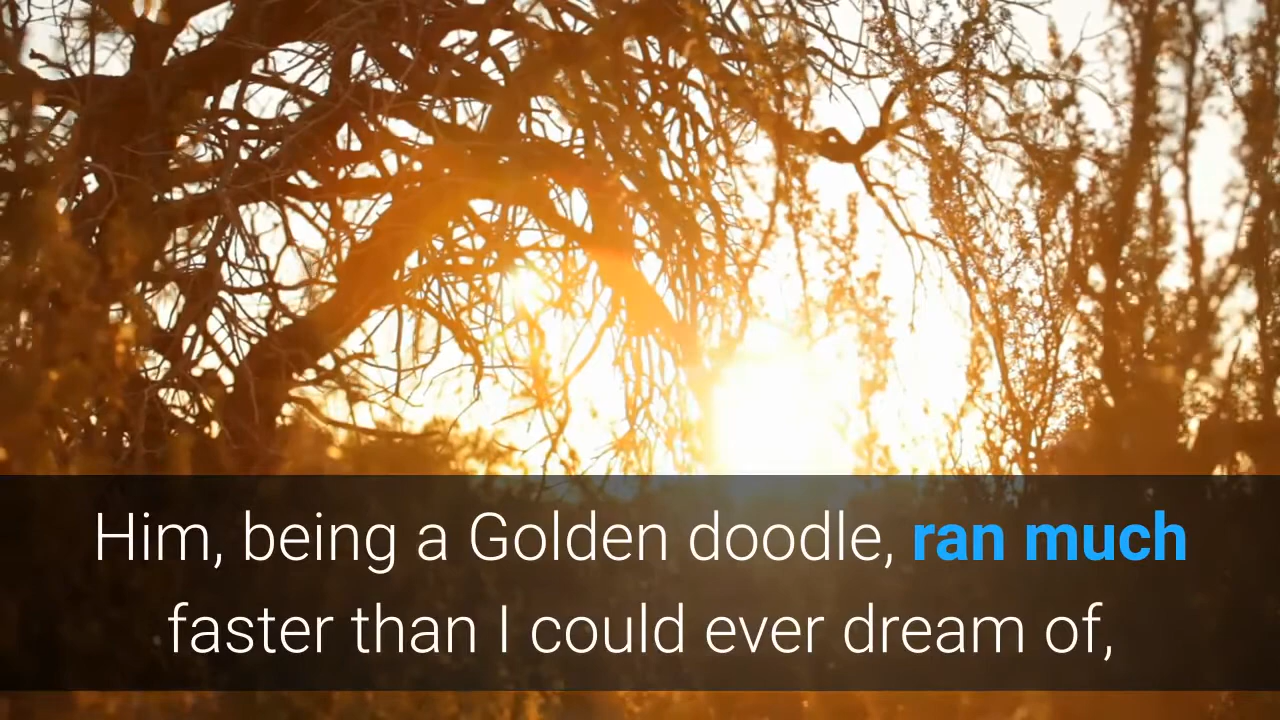 Him, being a Golden doodle, ran much
faster than I could ever dream of,